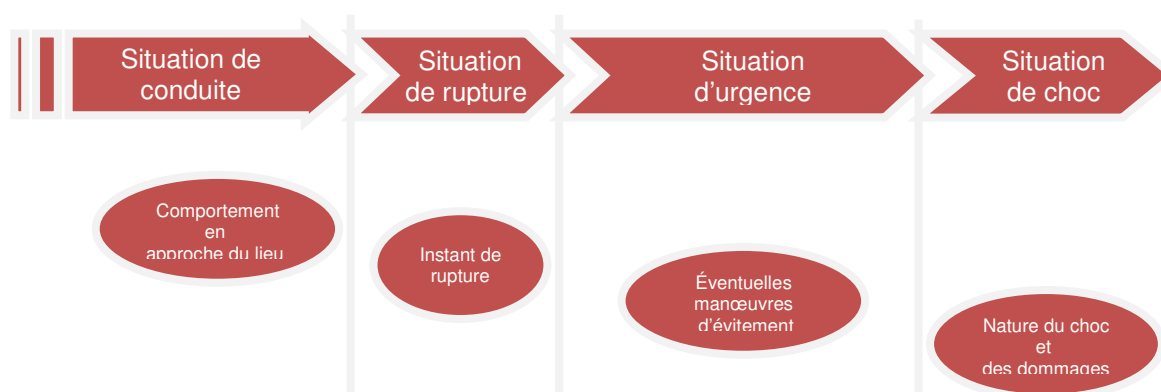 Situation de
conduite
Situation
de rupture
Situation
d'urgence
Situation
de choc
Comportement
en
approche du lieu
Instant de
rupture
Éventuelles
manœuvres
d'évitement
Nature du choc
et
des dommages